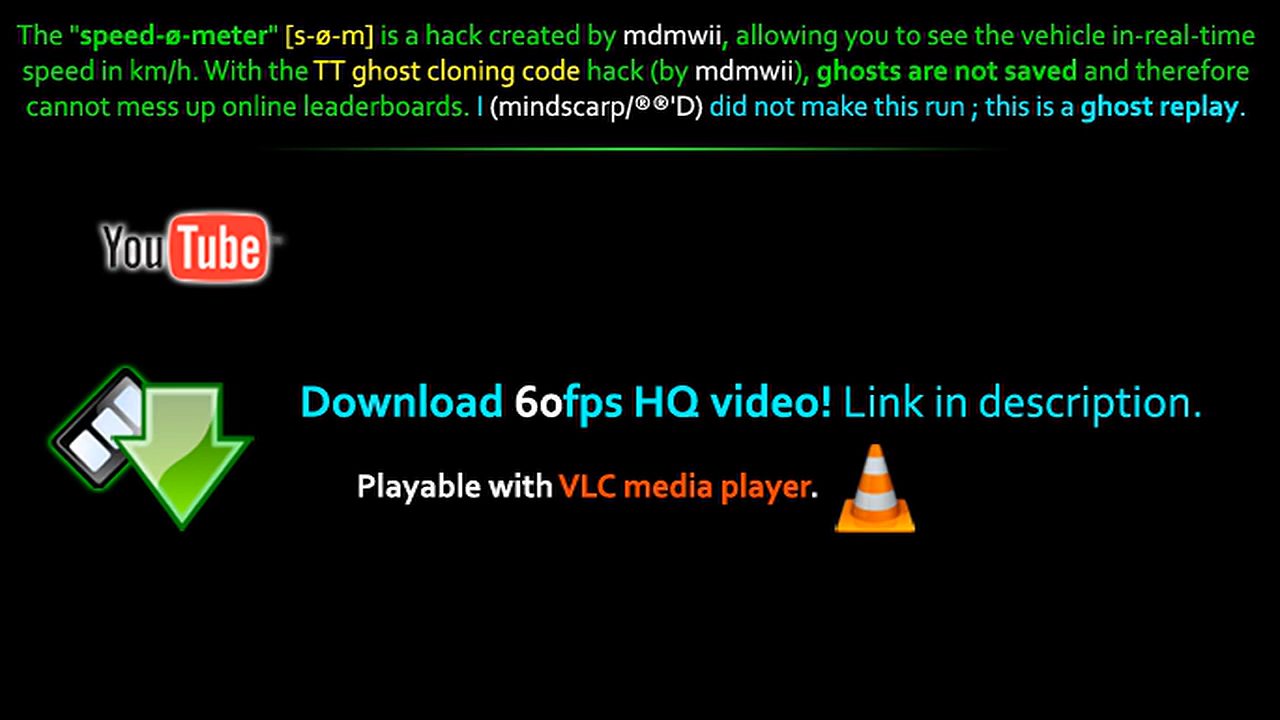 The "speed-ø-meter" [s-ø-m] is a hack created by mdmwii, allowing you to see the vehicle in-real-time
speed in km/h. With the TT ghost cloning code hack (by mdmwii), ghosts are not saved and therefore
cannot mess up online leaderboards. I (mindscarp/®®'D) did not make this run ; this is a ghost replay.
YouTube
Download 60fps HQ video! Link in description.
Playable with VLC media player.